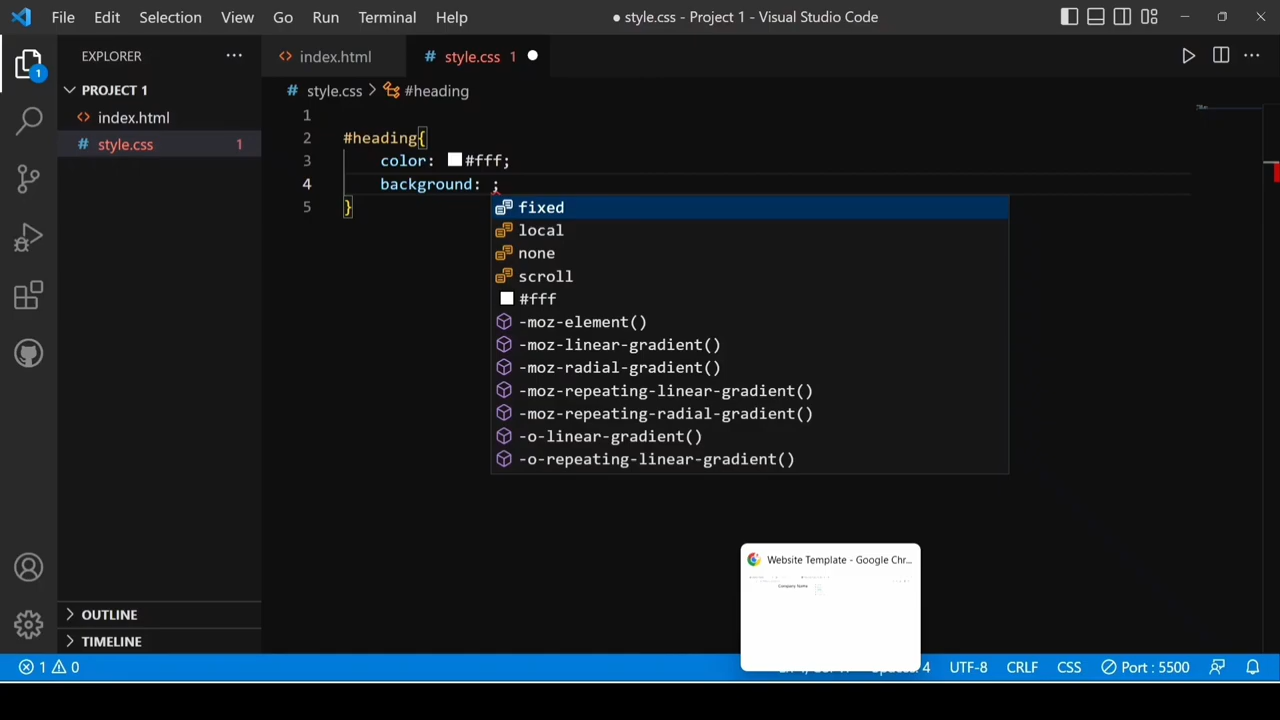 File Edit Selection View Go Run Terminal Help
● style.css - Project 1 - Visual Studio Code
EXPLORER
index.html
# style.css 1
1
PROJECT 1
# style.css > #heading
index.html
# style.css 1
1
2 #heading{
3 color: #fff;
4 background: ;
5 }
fixed
local
none
scroll
#fff
-moz-element()
-moz-linear-gradient()
-moz-radial-gradient()
-moz-repeating-linear-gradient()
-moz-repeating-radial-gradient()
-o-linear-gradient()
-o-repeating-linear-gradient()
Website Template - Google Chr...
Company Name
OUTLINE
TIMELINE
1 0
4 UTF-8 CRLF CSS Port : 5500